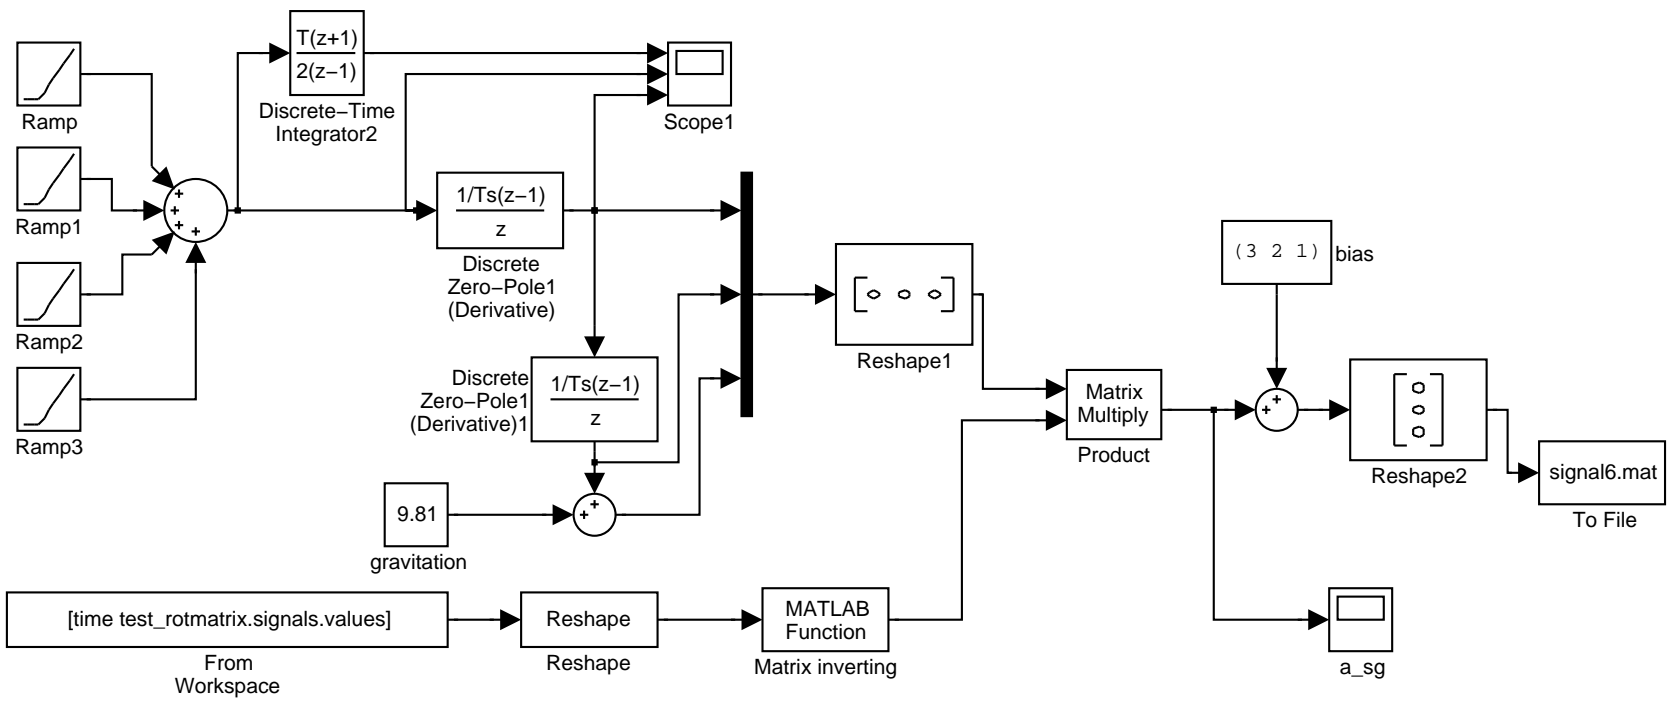 T(z+1)
2(z−1)
Discrete−Time
Integrator2
Scope1
Ramp
Ramp1
Ramp2
Ramp3
+
+
+
+
1/Ts(z−1)
z
Discrete
Zero−Pole1
(Derivative)
Discrete
Zero−Pole1
(Derivative)1
1/Ts(z−1)
z
9.81
gravitation
+
+
Reshape1
(3 2 1)
bias
Matrix
Multiply
Product
+
+
Reshape2
signal6.mat
To File
[time test_rotmatrix.signals.values]
From
Workspace
Reshape
Reshape
MATLAB
Function
Matrix inverting
a_sg